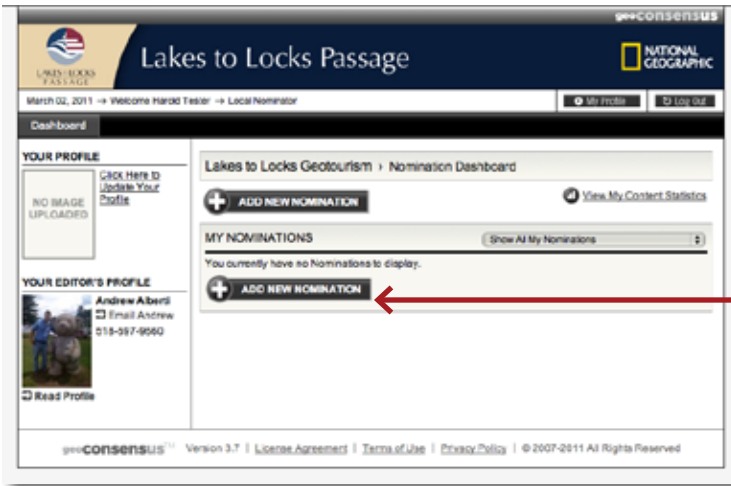 geoconsensus
LAKES TO LOCKS
PASSAGE
Lakes to Locks Passage
NATIONAL
GEOGRAPHIC
March 02, 2011 → Welcome Harold Tester → Local Nominator
My Profile
Log Out
Dashboard
YOUR PROFILE
NO IMAGE
UPLOADED
Click Here to
Update Your
Profile
Lakes to Locks Geotourism › Nomination Dashboard
ADD NEW NOMINATION
View My Content Statistics
MY NOMINATIONS
Show All My Nominations
You currently have no Nominations to display.
ADD NEW NOMINATION
YOUR EDITOR'S PROFILE
Andrew Alberti
Email Andrew
518-597-9660
Read Profile
geoconsensus™ Version 3.7 | License Agreement | Terms of Use | Privacy Policy | © 2007-2011 All Rights Reserved